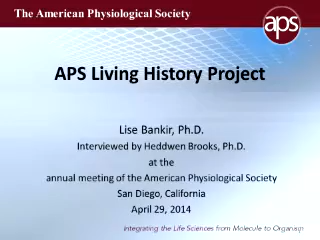 The American Physiological Society
aps
APS Living History Project
Lise Bankir, Ph.D.
Interviewed by Heddwen Brooks, Ph.D.
at the
annual meeting of the American Physiological Society
San Diego, California
April 29, 2014
Integrating the Life Sciences from Molecule to Organism